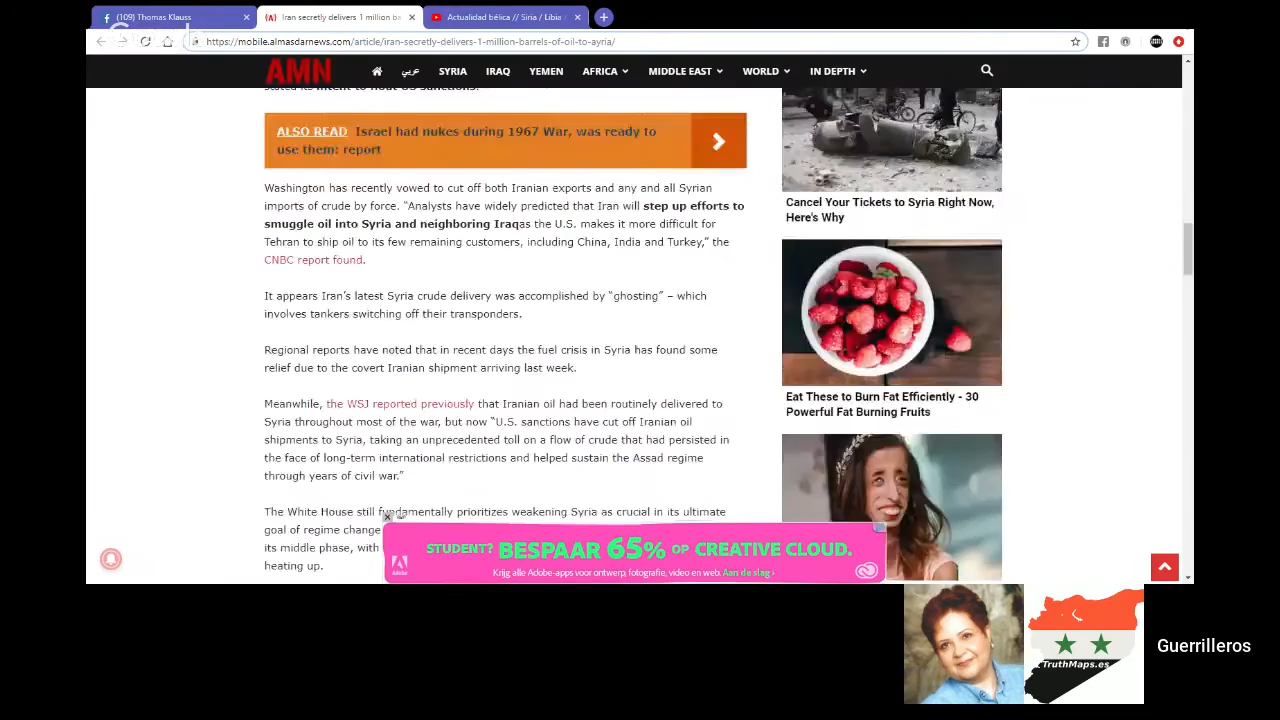 (109) Thomas Klauss
Iran secretly delivers 1 million ba
Actualidad bélica // Siria / Libia
https://mobile.almasdarnews.com/article/iran-secretly-delivers-1-million-barrels-of-oil-to-ayria/
AMN
عربي
SYRIA
IRAQ
YEMEN
AFRICA
MIDDLE EAST
WORLD
IN DEPTH
stated its intent to flout US sanctions.
ALSO READ Israel had nukes during 1967 War, was ready to
use them: report
Washington has recently vowed to cut off both Iranian exports and any and all Syrian
imports of crude by force. “Analysts have widely predicted that Iran will step up efforts to
smuggle oil into Syria and neighboring Iraqas the U.S. makes it more difficult for
Tehran to ship oil to its few remaining customers, including China, India and Turkey,” the
CNBC report found.
It appears Iran’s latest Syria crude delivery was accomplished by “ghosting” – which
involves tankers switching off their transponders.
Regional reports have noted that in recent days the fuel crisis in Syria has found some
relief due to the covert Iranian shipment arriving last week.
Meanwhile, the WSJ reported previously that Iranian oil had been routinely delivered to
Syria throughout most of the war, but now “U.S. sanctions have cut off Iranian oil
shipments to Syria, taking an unprecedented toll on a flow of crude that had persisted in
the face of long-term international restrictions and helped sustain the Assad regime
through years of civil war.”
The White House still fundamentally prioritizes weakening Syria as crucial in its ultimate
goal of regime change
its middle phase, with
heating up.
Cancel Your Tickets to Syria Right Now,
Here's Why
Eat These to Burn Fat Efficiently - 30
Powerful Fat Burning Fruits
STUDENT? BESPAAR 65% OP CREATIVE CLOUD.
Krijg alle Adobe-apps voor ontwerp, fotografie, video en web. Aan de slag ›
Adobe
TruthMaps.es
Guerrilleros